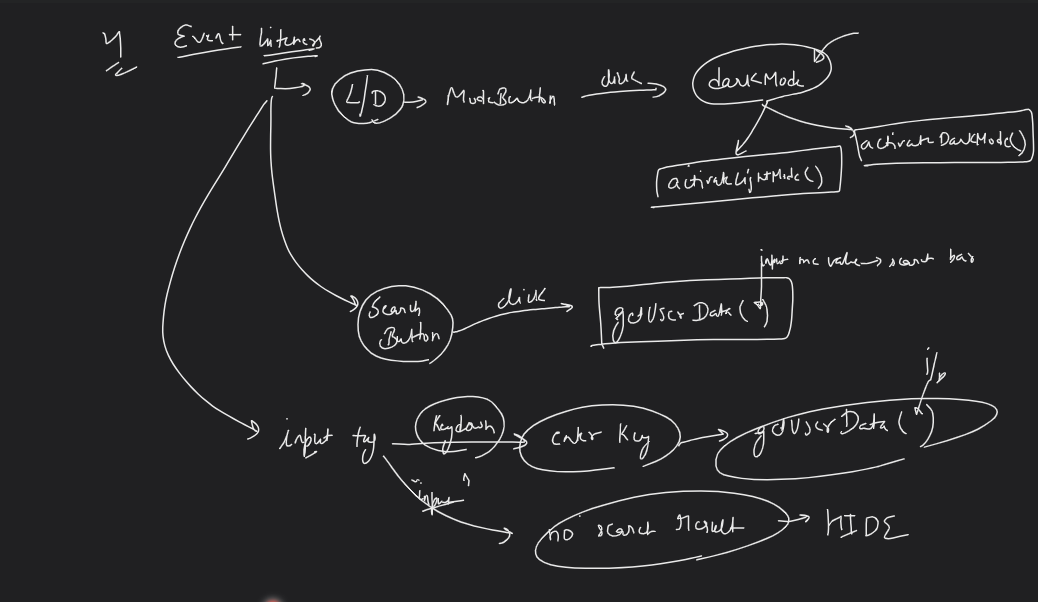 4
Event listeners
L/D
ModeButton
click
darkMode
activateDarkMode()
activateLightMode()
input me value → search bar
Search
Button
click
getUserData( )
i/p
input tag
Keydown
enter Key
getUserData( )
"input"
no search result
HIDE